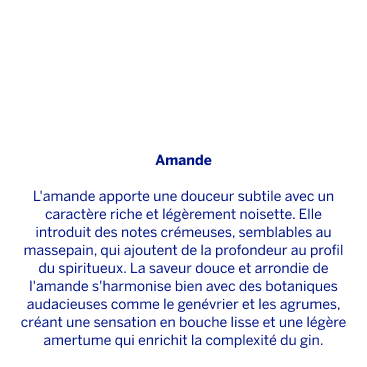 Amande
L'amande apporte une douceur subtile avec un
caractère riche et légèrement noisette. Elle
introduit des notes crémeuses, semblables au
massepain, qui ajoutent de la profondeur au profil
du spiritueux. La saveur douce et arrondie de
l'amande s'harmonise bien avec des botaniques
audacieuses comme le genévrier et les agrumes,
créant une sensation en bouche lisse et une légère
amertume qui enrichit la complexité du gin.